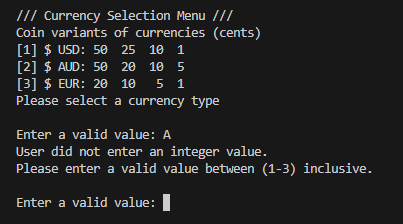 /// Currency Selection Menu ///
Coin variants of currencies (cents)
[1] $ USD: 50  25  10  1
[2] $ AUD: 50  20  10  5
[3] $ EUR: 20  10   5  1
Please select a currency type
Enter a valid value: A
User did not enter an integer value.
Please enter a valid value between (1-3) inclusive.
Enter a valid value: